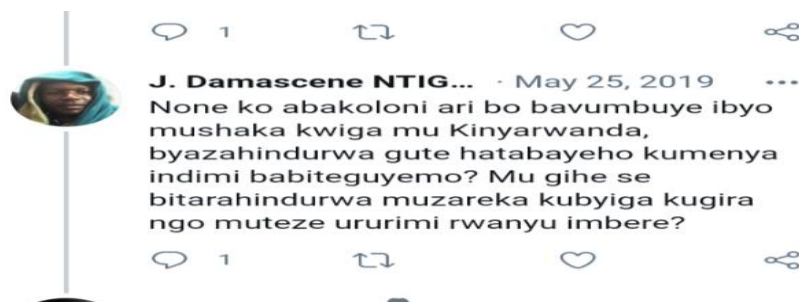 1
J. Damascene NTIG... · May 25, 2019
None ko abakoloni ari bo bavumbuye ibyo
mushaka kwiga mu Kinyarwanda,
byazahindurwa gute hatabayeho kumenya
indimi babiteguyemo? Mu gihe se
bitarahindurwa muzareka kubyiga kugira
ngo muteze ururimi rwanyu imbere?
1